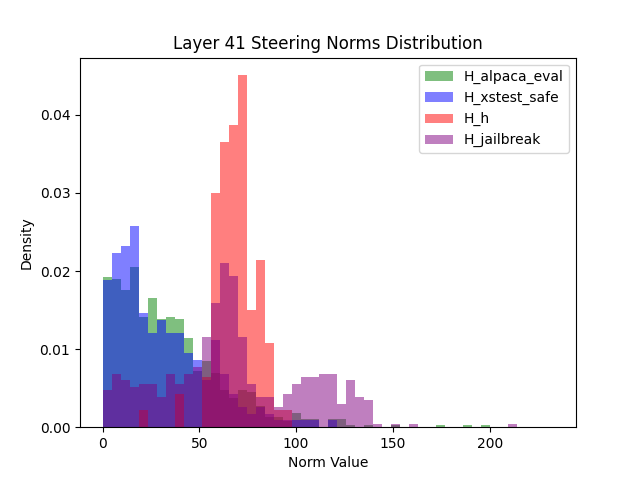 Layer 41 Steering Norms Distribution
H_alpaca_eval
H_xstest_safe
H_h
H_jailbreak
0.04
0.03
0.02
0.01
0.00
Density
0
50
100
150
200
Norm Value